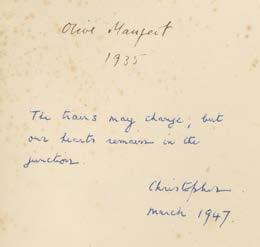 Olive Mangeot
1935
The trains may change, but
our hearts remain in the
junction.
Christopher
March 1947.